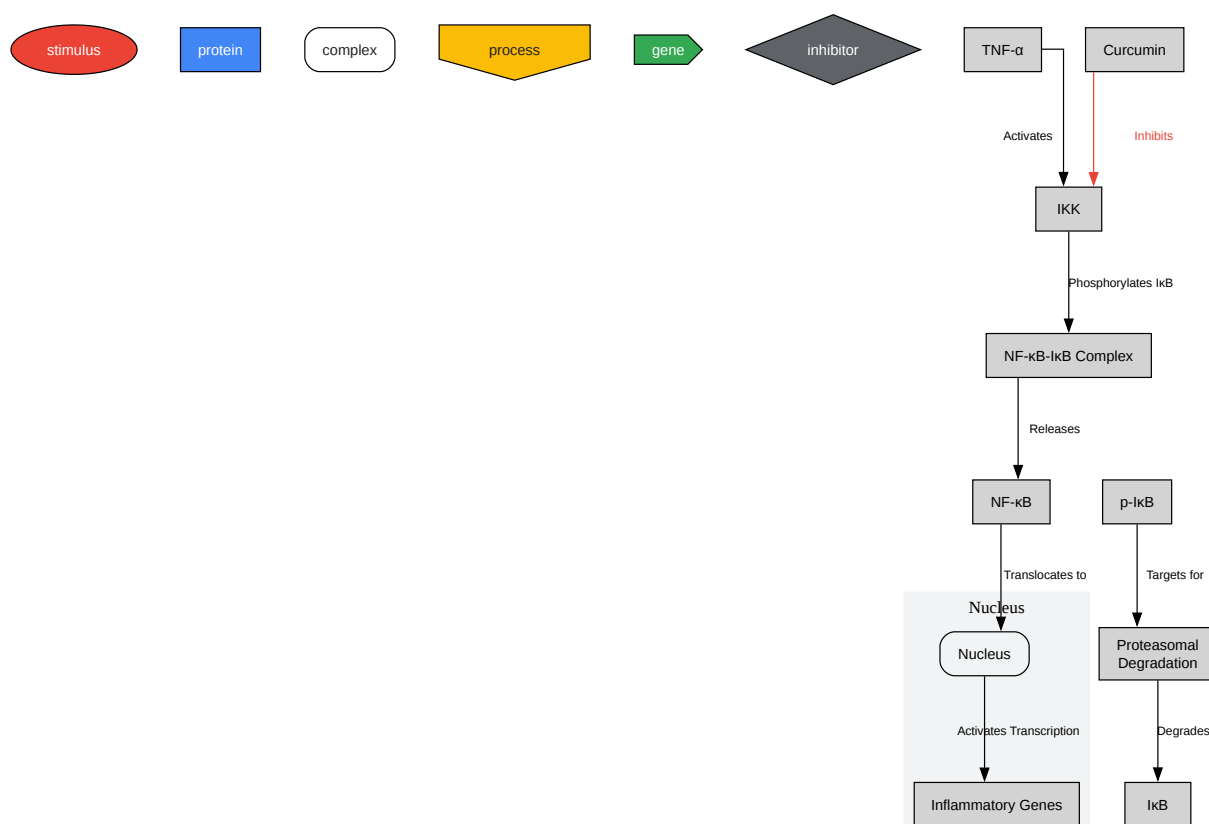 stimulus
protein
complex
process
gene
inhibitor
TNF-α
Curcumin
Activates
Inhibits
IKK
Phosphorylates IκB
NF-κB-IκB Complex
Releases
NF-κB
p-IκB
Translocates to
Targets for
Nucleus
Nucleus
Proteasomal
Degradation
Activates Transcription
Degrades
Inflammatory Genes
IκB